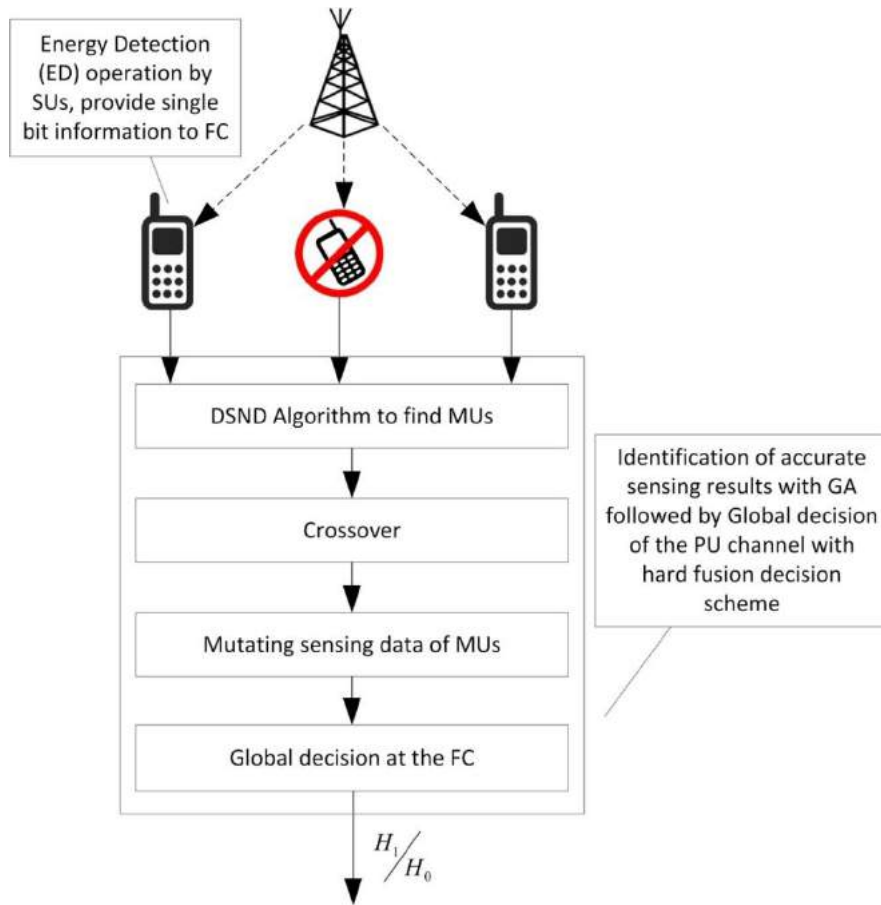 Energy Detection
(ED) operation by
SUs, provide single
bit information to FC
DSND Algorithm to find MUs
Crossover
Mutating sensing data of MUs
Global decision at the FC
Identification of accurate
sensing results with GA
followed by Global decision
of the PU channel with
hard fusion decision
scheme
H₁/H₀